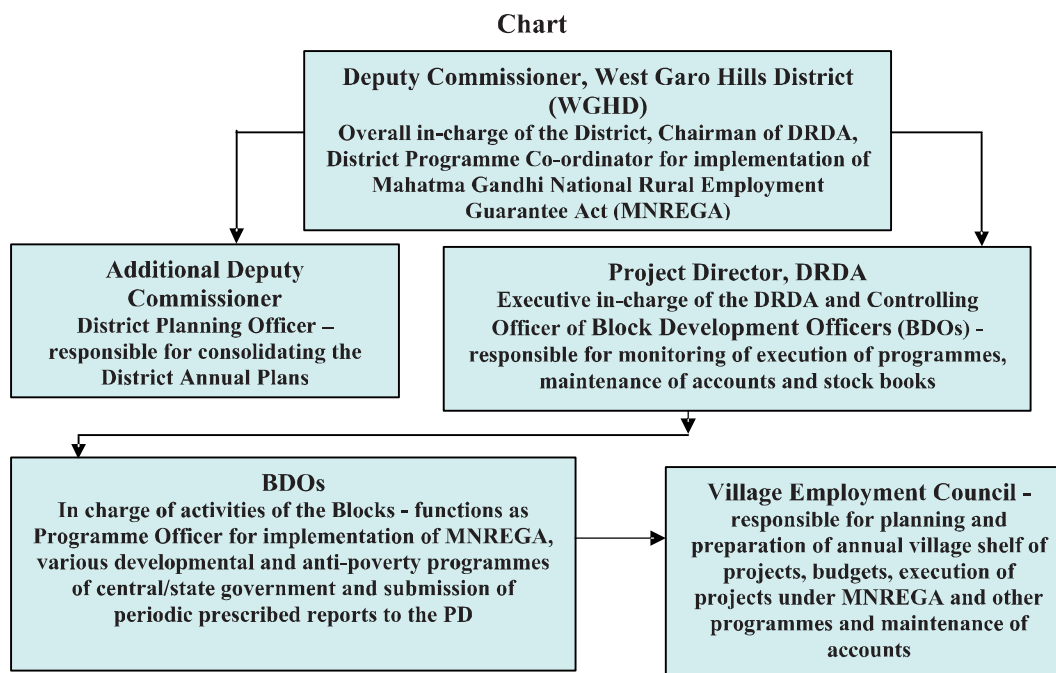 Chart
Deputy Commissioner, West Garo Hills District
(WGHD)
Overall in-charge of the District, Chairman of DRDA,
District Programme Co-ordinator for implementation of
Mahatma Gandhi National Rural Employment
Guarantee Act (MNREGA)
Additional Deputy
Commissioner
District Planning Officer –
responsible for consolidating the
District Annual Plans
Project Director, DRDA
Executive in-charge of the DRDA and Controlling
Officer of Block Development Officers (BDOs) -
responsible for monitoring of execution of programmes,
maintenance of accounts and stock books
BDOs
In charge of activities of the Blocks - functions as
Programme Officer for implementation of MNREGA,
various developmental and anti-poverty programmes
of central/state government and submission of
periodic prescribed reports to the PD
Village Employment Council -
responsible for planning and
preparation of annual village shelf of
projects, budgets, execution of
projects under MNREGA and other
programmes and maintenance of
accounts